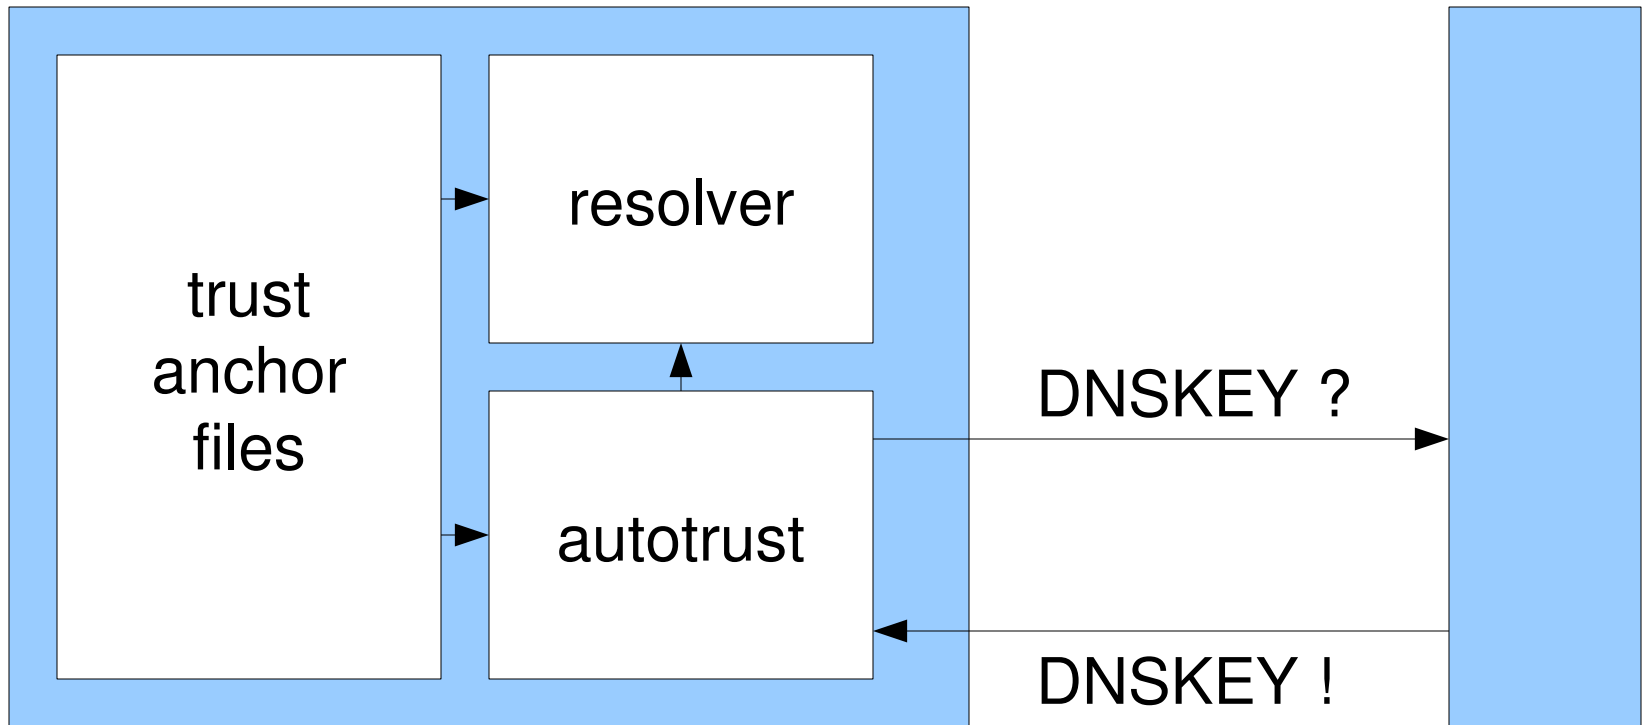 trust
anchor
files
resolver
autotrust
DNSKEY ?
DNSKEY !